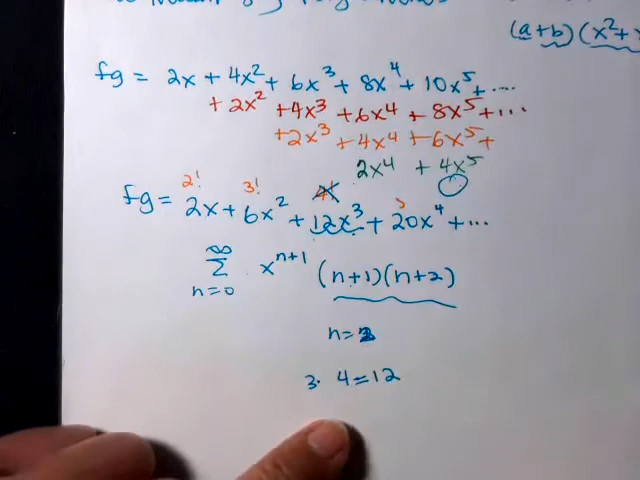 (a+b)(x²+
fg = 2x + 4x² + 6x³ + 8x⁴ + 10x⁵ + ....
+ 2x² + 4x³ + 6x⁴ + 8x⁵ + ...
+ 2x³ + 4x⁴ + 6x⁵ +
2x⁴ + 4x⁵
2! 3!
fg = 2x + 6x² + 12x³ + 20x⁴ + ...
∞
Σ xⁿ⁺¹ (n+1)(n+2)
n=0
n=2
3· 4=12